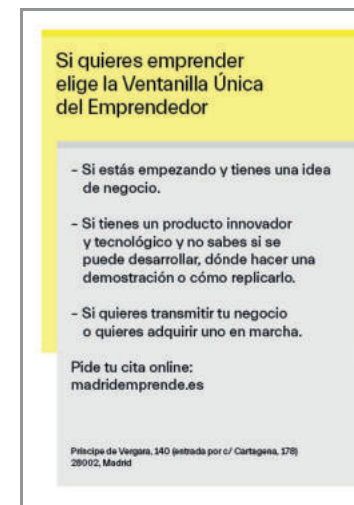 Si quieres emprender
elige la Ventanilla Única
del Emprendedor
– Si estás empezando y tienes una idea
de negocio.
– Si tienes un producto innovador
y tecnológico y no sabes si se
puede desarrollar, dónde hacer una
demostración o cómo replicarlo.
– Si quieres transmitir tu negocio
o quieres adquirir uno en marcha.
Pide tu cita online:
madridemprende.es
Príncipe de Vergara, 140 (entrada por c/ Cartagena, 178)
28002, Madrid